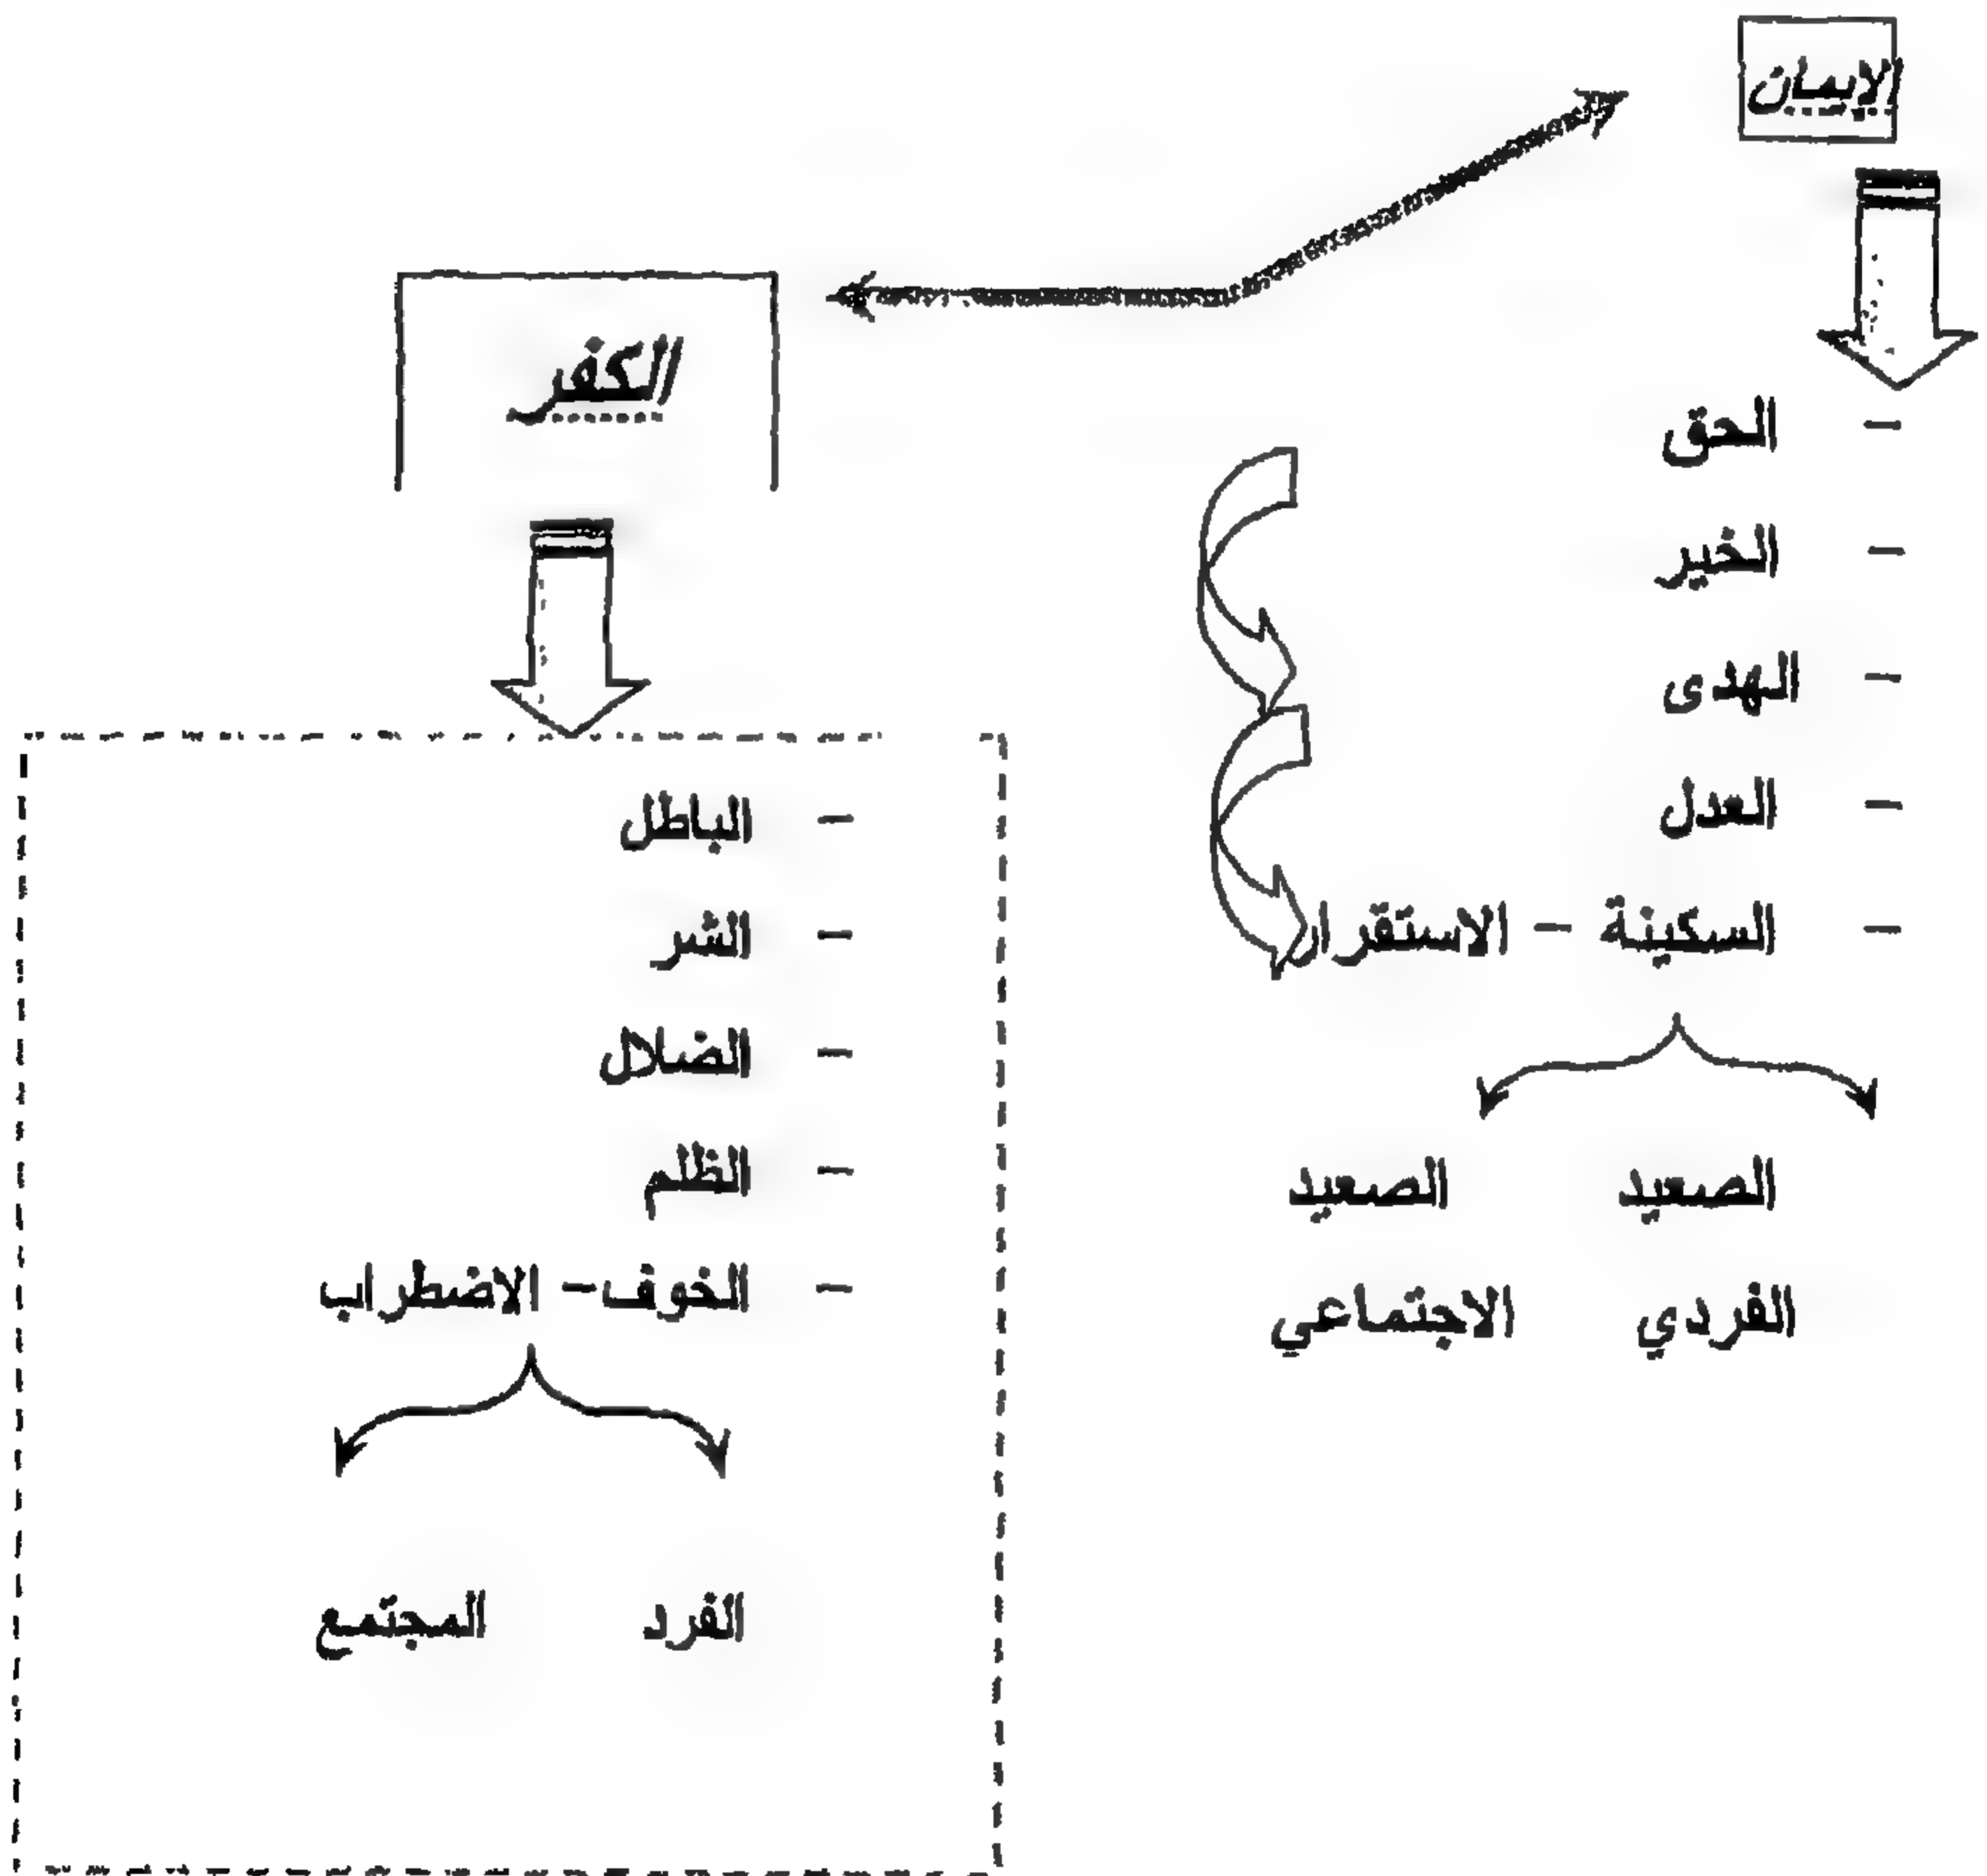 الإيمان
- الحق
- الخير
- الهدى
- العدل
- السكينة - الاستقرار
الصعيد الصعيد
الفردي الاجتماعي
الكفر
- الباطل
- الشر
- الضلال
- الظلم
- الخوف - الاضطراب
الفرد المجتمع